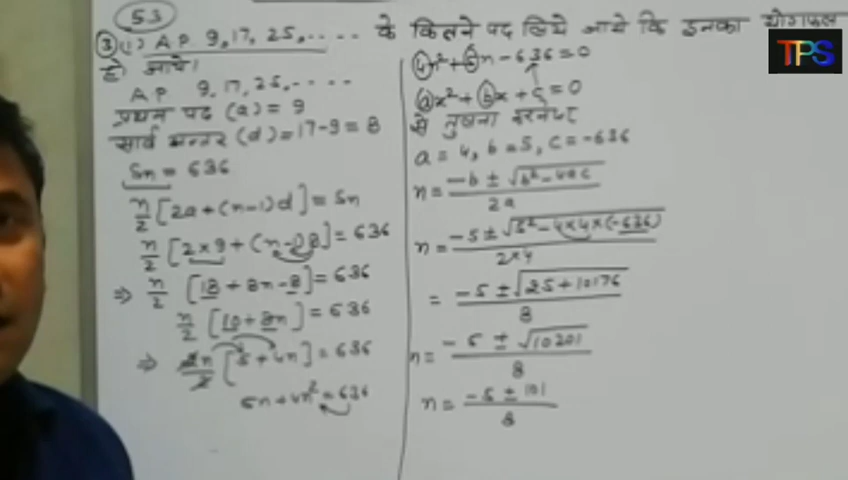 53
③ (i) A P 9, 17, 25, ..... के कितने पद लिये जाये कि इनका योगफल
हो जाये।
TPS
A P 9, 17, 25, .....
प्रथम पद (a) = 9
सार्व अन्तर (d) = 17-9 = 8
Sn = 636
n/2 [2a + (n-1)d] = Sn
n/2 [2×9 + (n-1)8] = 636
⇒ n/2 [18 + 8n - 8] = 636
n/2 [10 + 8n] = 636
⇒ 2n/2 [5 + 4n] = 636
5n + 4n² = 636
4n² + 5n - 636 = 0
ax² + bx + c = 0
से तुलना करने पर
a = 4, b = 5, c = -636
n = -b ± √b² - 4ac / 2a
n = -5 ± √5² - 4×4×(-636) / 2×4
= -5 ± √25 + 10176 / 8
n = -5 ± √10201 / 8
n = -5 ± 101 / 8